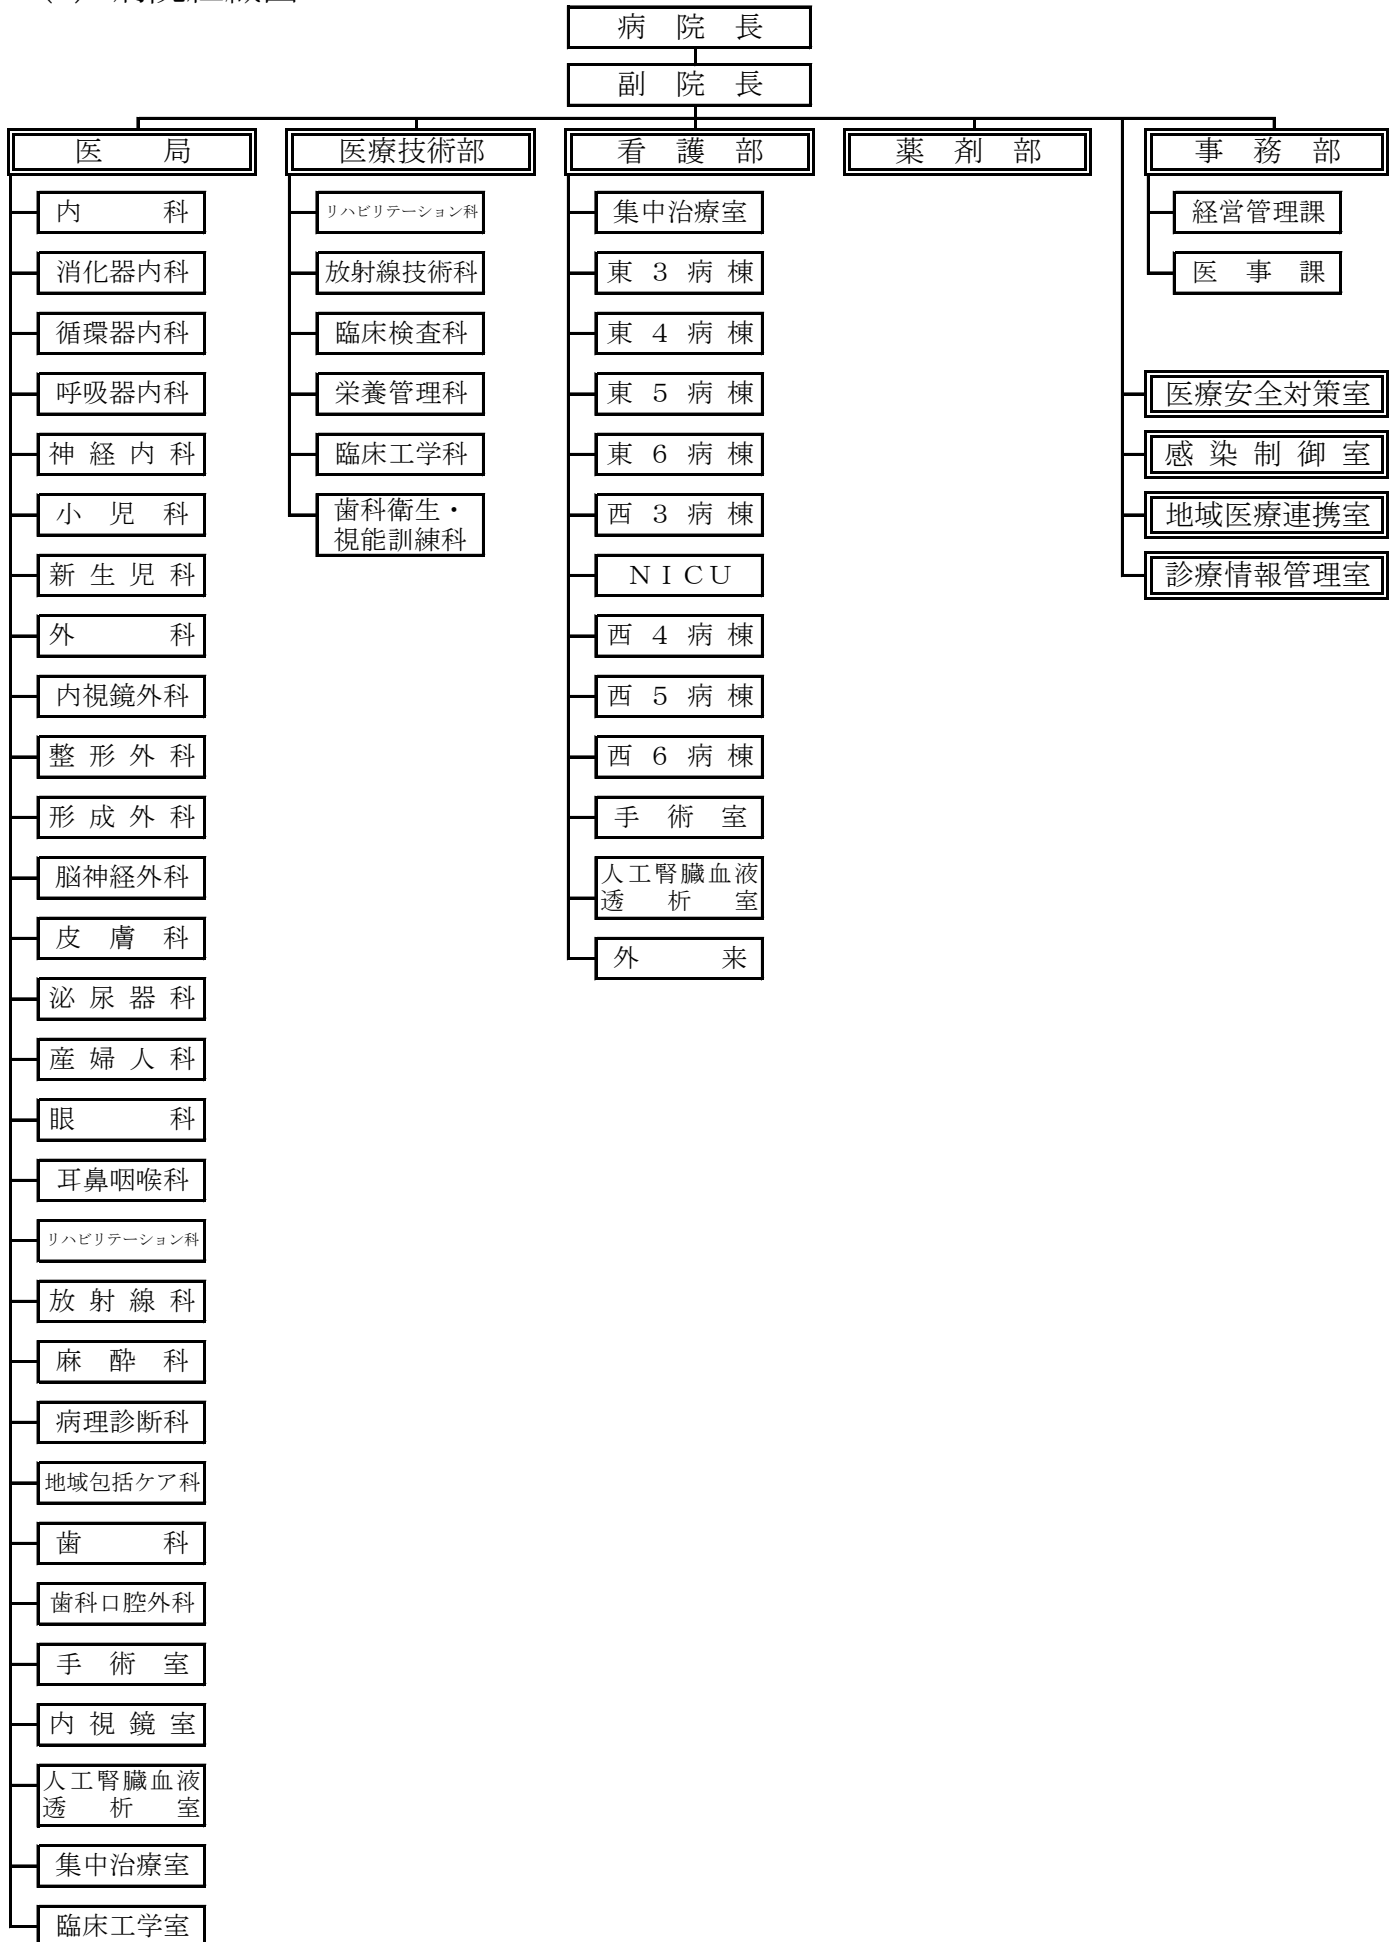 病院長
副院長
医局
内科
消化器内科
循環器内科
呼吸器内科
神経内科
小児科
新生児科
外科
内視鏡外科
整形外科
形成外科
脳神経外科
皮膚科
泌尿器科
産婦人科
眼科
耳鼻咽喉科
リハビリテーション科
放射線科
麻酔科
病理診断科
地域包括ケア科
歯科
歯科口腔外科
手術室
内視鏡室
人工腎臓血液
透析室
集中治療室
臨床工学室
医療技術部
リハビリテーション科
放射線技術科
臨床検査科
栄養管理科
臨床工学科
歯科衛生・
視能訓練科
看護部
集中治療室
東3病棟
東4病棟
東5病棟
東6病棟
西3病棟
NICU
西4病棟
西5病棟
西6病棟
手術室
人工腎臓血液
透析室
外来
薬剤部
事務部
経営管理課
医事課
医療安全対策室
感染制御室
地域医療連携室
診療情報管理室